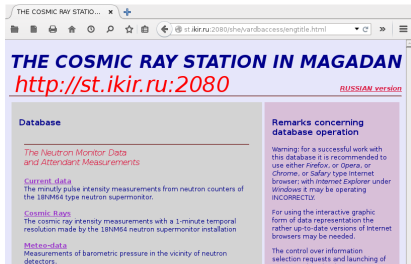 THE COSMIC RAY STATIO...
st.ikir.ru:2080/she/vardbaccess/engtitle.html
THE COSMIC RAY STATION IN MAGADAN
http://st.ikir.ru:2080
RUSSIAN version
Database
The Neutron Monitor Data
and Attendant Measurements
Current data
The minutly pulse intensity measurements from neutron counters of
the 18NM64 type neutron supermonitor.
Cosmic Rays
The cosmic ray intensity measurements with a 1-minute temporal
resolution made by the 18NM64 neutron supermonitor installation
Meteo-data
Measurements of barometric pressure in the vicinity of neutron
detectors.
Remarks concerning
database operation
Warning: for a successful work with
this database it is recommended to
use either Firefox, or Opera, or
Chrome, or Safary type Internet
browser; with Internet Explorer under
Windows it may be operating
INCORRECTLY.
For using the interactive graphic
form of data representation the
rather up-to-date versions of Internet
browsers may be needed.
The control over information
selection requests and launching of